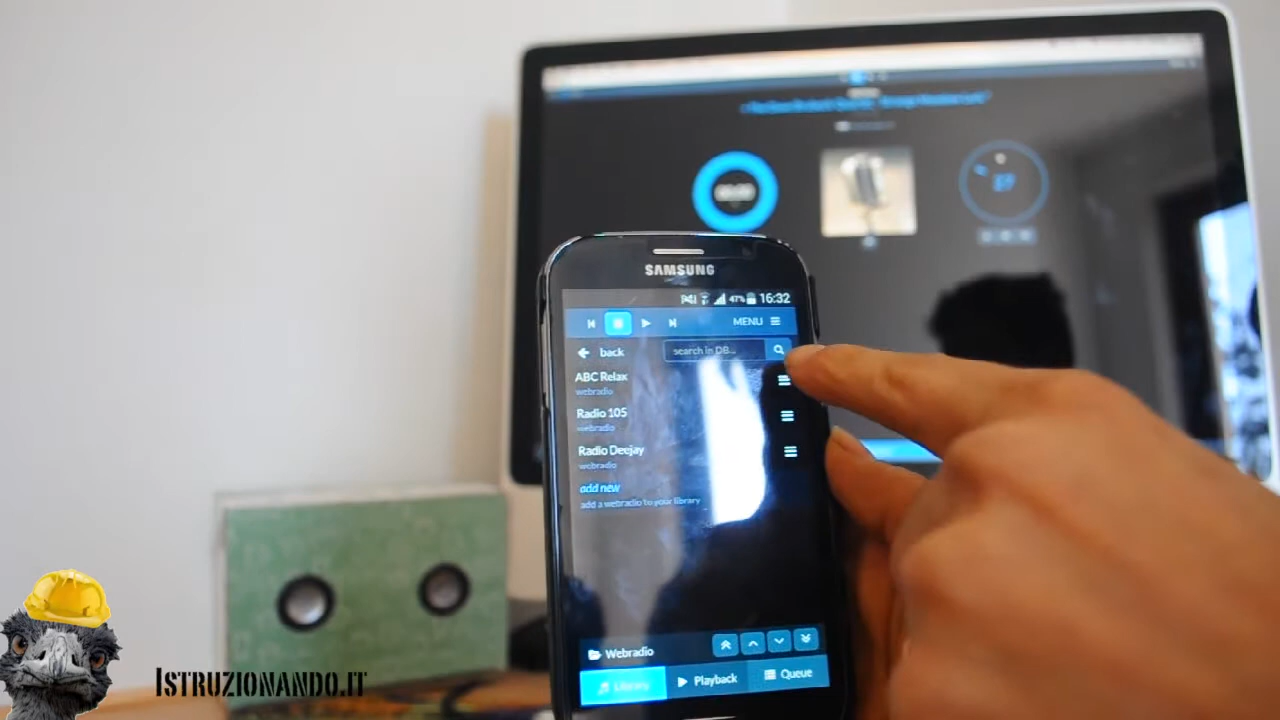 SAMSUNG
47% 16:32
MENU
back
search in DB...
ABC Relax
webradio
Radio 105
webradio
Radio Deejay
webradio
add new
add a webradio to your library
Webradio
Library Playback Queue
Istruzionando.it